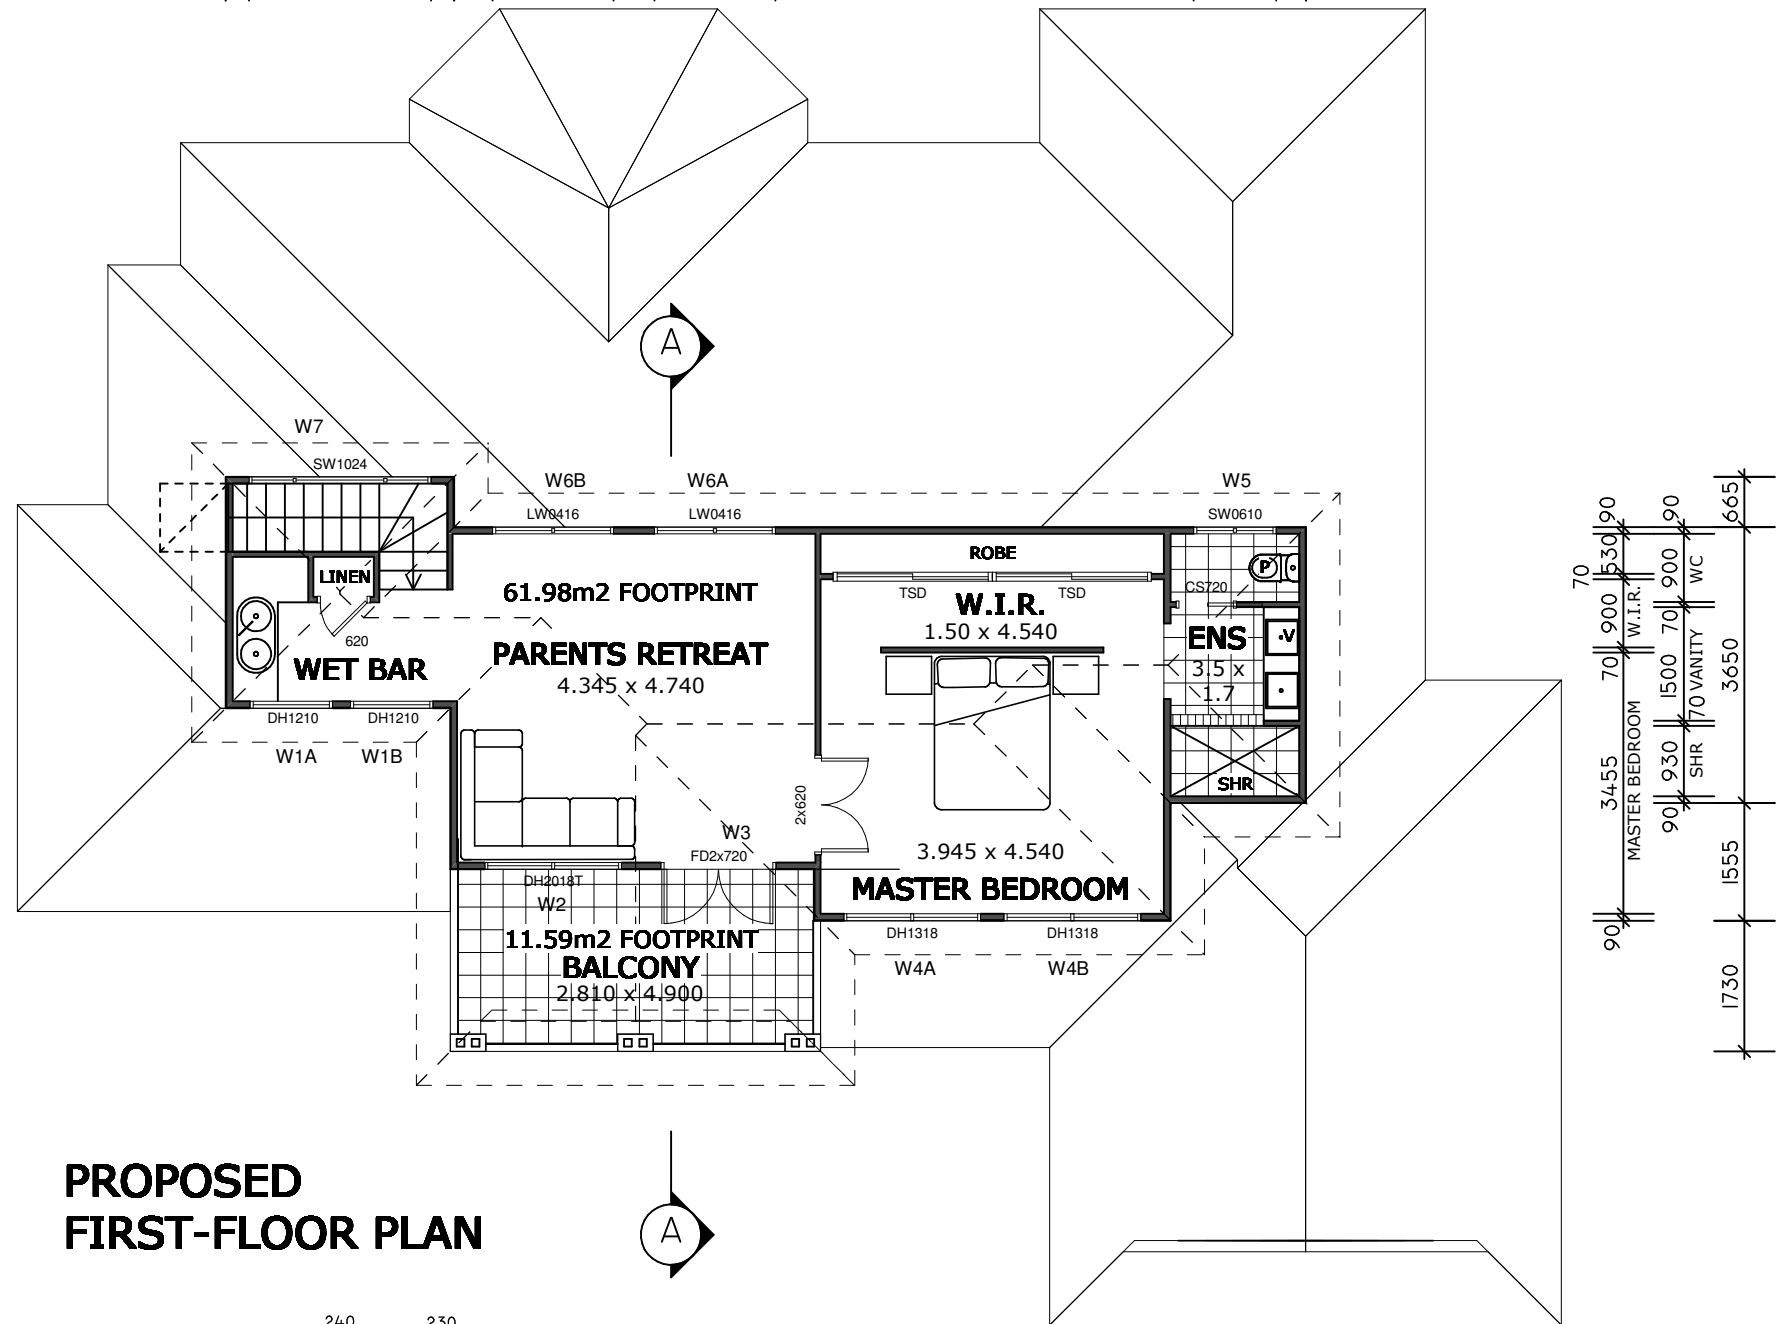 A
W7
SW1024
W6B
W6A
W5
LW0416
LW0416
SW0610
ROBE
LINEN
61.98m2 FOOTPRINT
TSD
TSD
CS720
P
W.I.R.
1.50 x 4.540
620
WET BAR
PARENTS RETREAT
4.345 x 4.740
ENS
3.5 x
1.7
V
DH1210
DH1210
W1A
W1B
SHR
2x620
W3
FD2x720
3.945 x 4.540
MASTER BEDROOM
DH2018T
W2
11.59m2 FOOTPRINT
BALCONY
2.810 x 4.900
DH1318
DH1318
W4A
W4B
A
PROPOSED
FIRST-FLOOR PLAN
240
230
70
90
530
900
W.I.R.
70
3455
MASTER BEDROOM
90
90
900
WC
70
1500
VANITY
70
930
SHR
90
665
3650
1555
1730